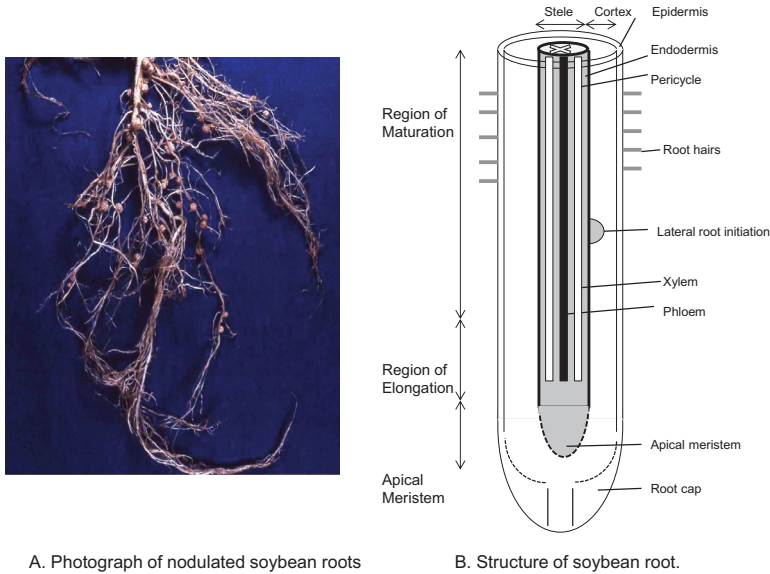 Stele
Cortex
Epidermis
Endodermis
Pericycle
Region of
Maturation
Root hairs
Lateral root initiation
Xylem
Phloem
Region of
Elongation
Apical meristem
Apical
Meristem
Root cap
A. Photograph of nodulated soybean roots
B. Structure of soybean root.